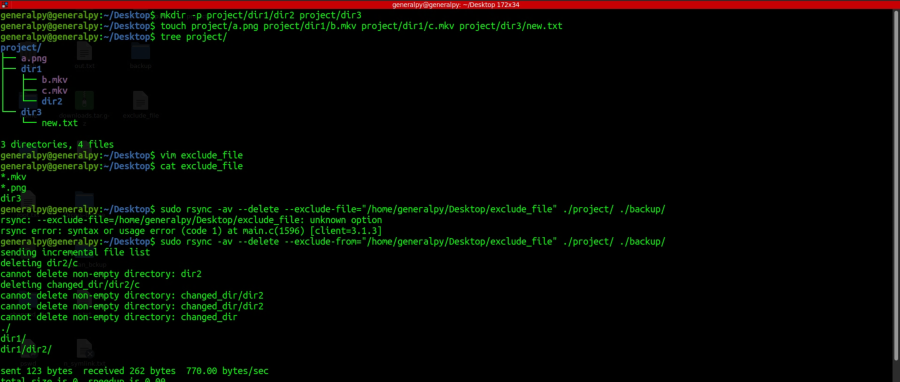 generalpy@generalpy: ~/Desktop 172x34
generalpy@generalpy:~/Desktop$ mkdir -p project/dir1/dir2 project/dir3
generalpy@generalpy:~/Desktop$ touch project/a.png project/dir1/b.mkv project/dir1/c.mkv project/dir3/new.txt
generalpy@generalpy:~/Desktop$ tree project/
project/
├── a.png
├── dir1
│   ├── b.mkv
│   ├── c.mkv
│   └── dir2
└── dir3
    └── new.txt
3 directories, 4 files
generalpy@generalpy:~/Desktop$ vim exclude_file
generalpy@generalpy:~/Desktop$ cat exclude_file
*.mkv
*.png
dir3
generalpy@generalpy:~/Desktop$ sudo rsync -av --delete --exclude-file="/home/generalpy/Desktop/exclude_file" ./project/ ./backup/
rsync: --exclude-file=/home/generalpy/Desktop/exclude_file: unknown option
rsync error: syntax or usage error (code 1) at main.c(1596) [client=3.1.3]
generalpy@generalpy:~/Desktop$ sudo rsync -av --delete --exclude-from="/home/generalpy/Desktop/exclude_file" ./project/ ./backup/
sending incremental file list
deleting dir2/c
cannot delete non-empty directory: dir2
deleting changed_dir/dir2/c
cannot delete non-empty directory: changed_dir/dir2
cannot delete non-empty directory: changed_dir/dir2
cannot delete non-empty directory: changed_dir
./
dir1/
dir1/dir2/
sent 123 bytes  received 262 bytes  770.00 bytes/sec
total size is 0  speedup is 0.00